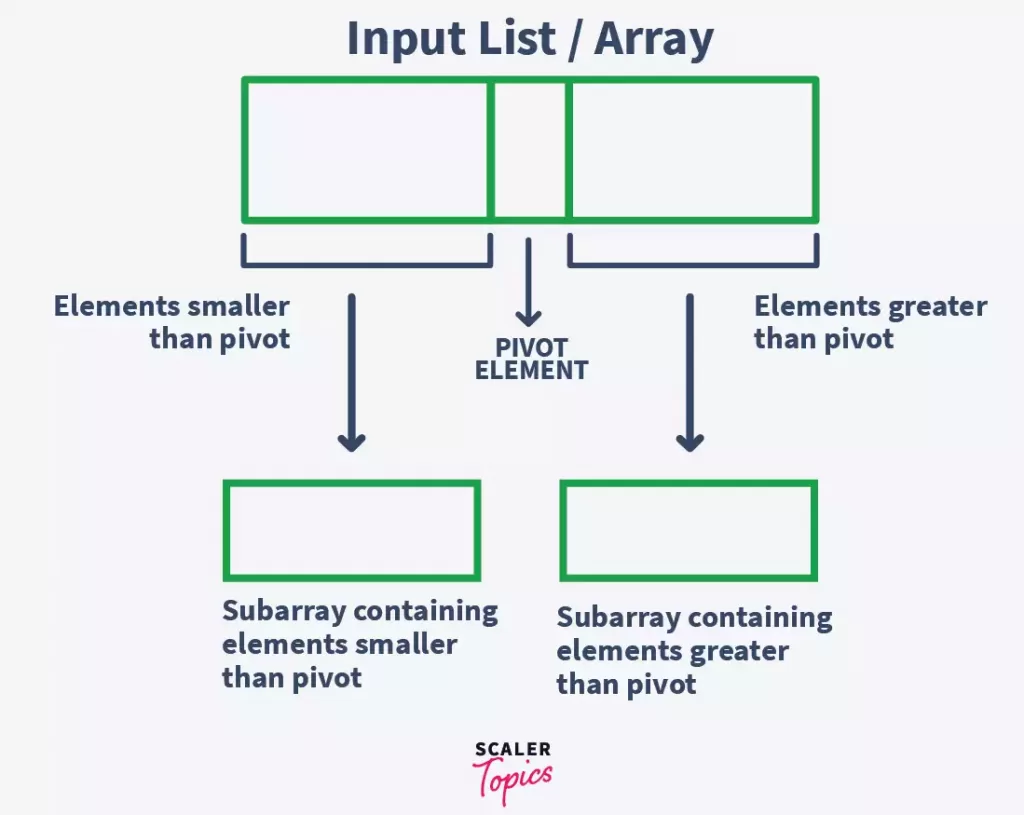 Input List / Array
Elements smaller
than pivot
PIVOT
ELEMENT
Elements greater
than pivot
Subarray containing
elements smaller
than pivot
Subarray containing
elements greater
than pivot
SCALER
Topics